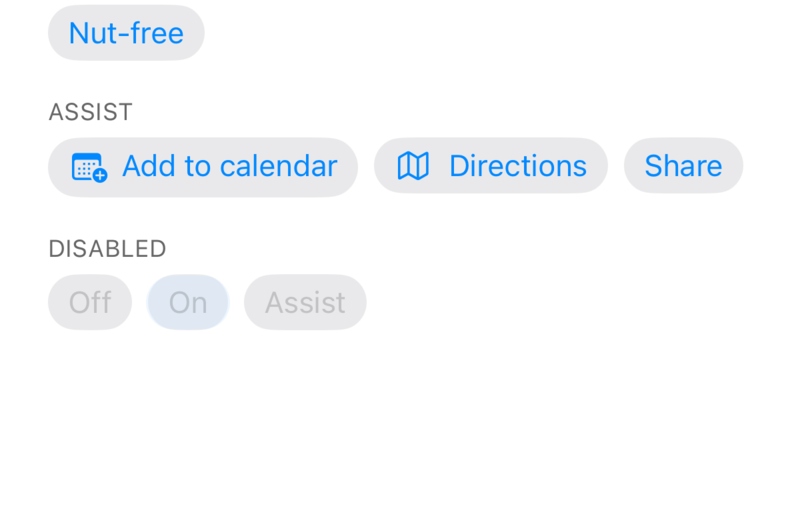 Nut-free
ASSIST
Add to calendar Directions Share
DISABLED
Off On Assist